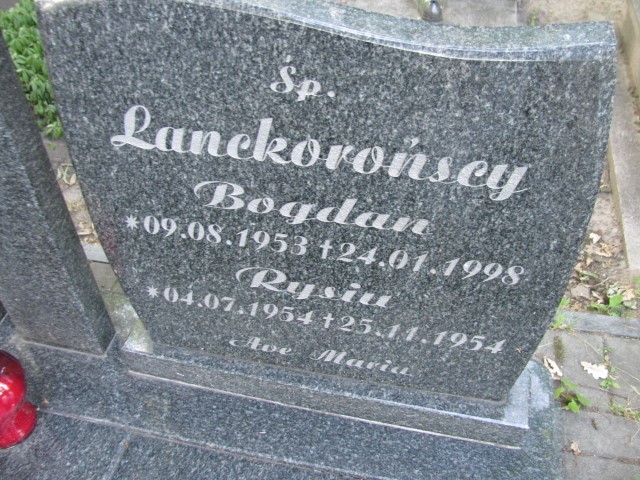 Śp.
Lanckorońscy
Bogdan
*09.08.1953 †24.01.1998
Rysiu
*04.07.1954 †25.11.1954
Ave Maria